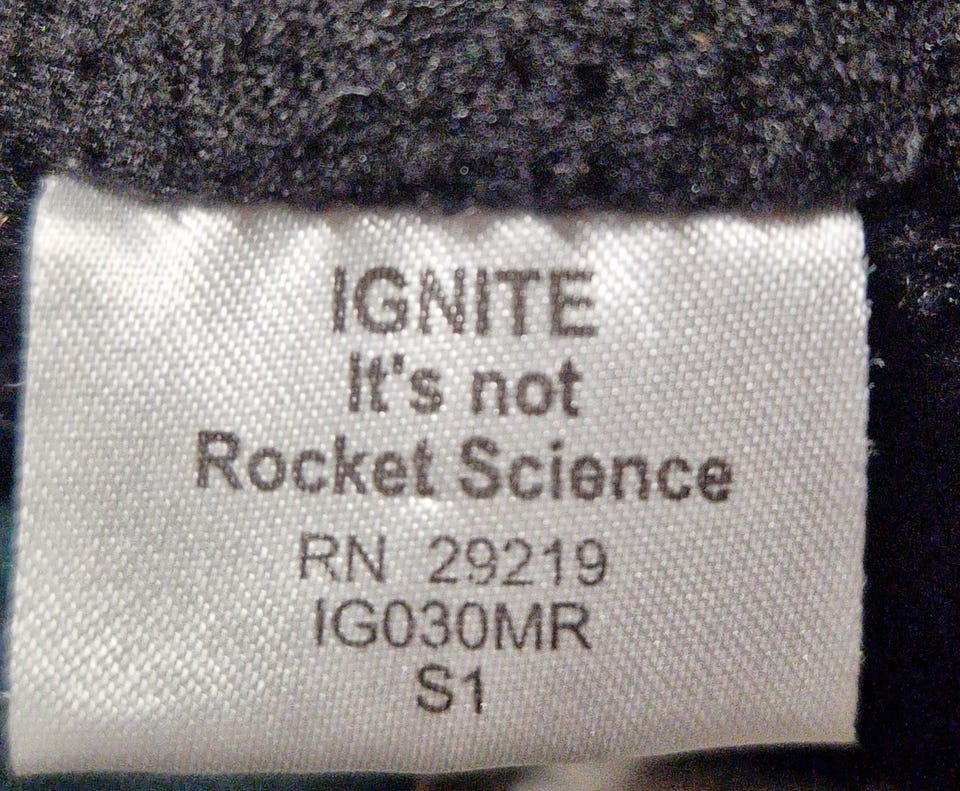 IGNITE
It's not
Rocket Science
RN 29219
IG030MR
S1